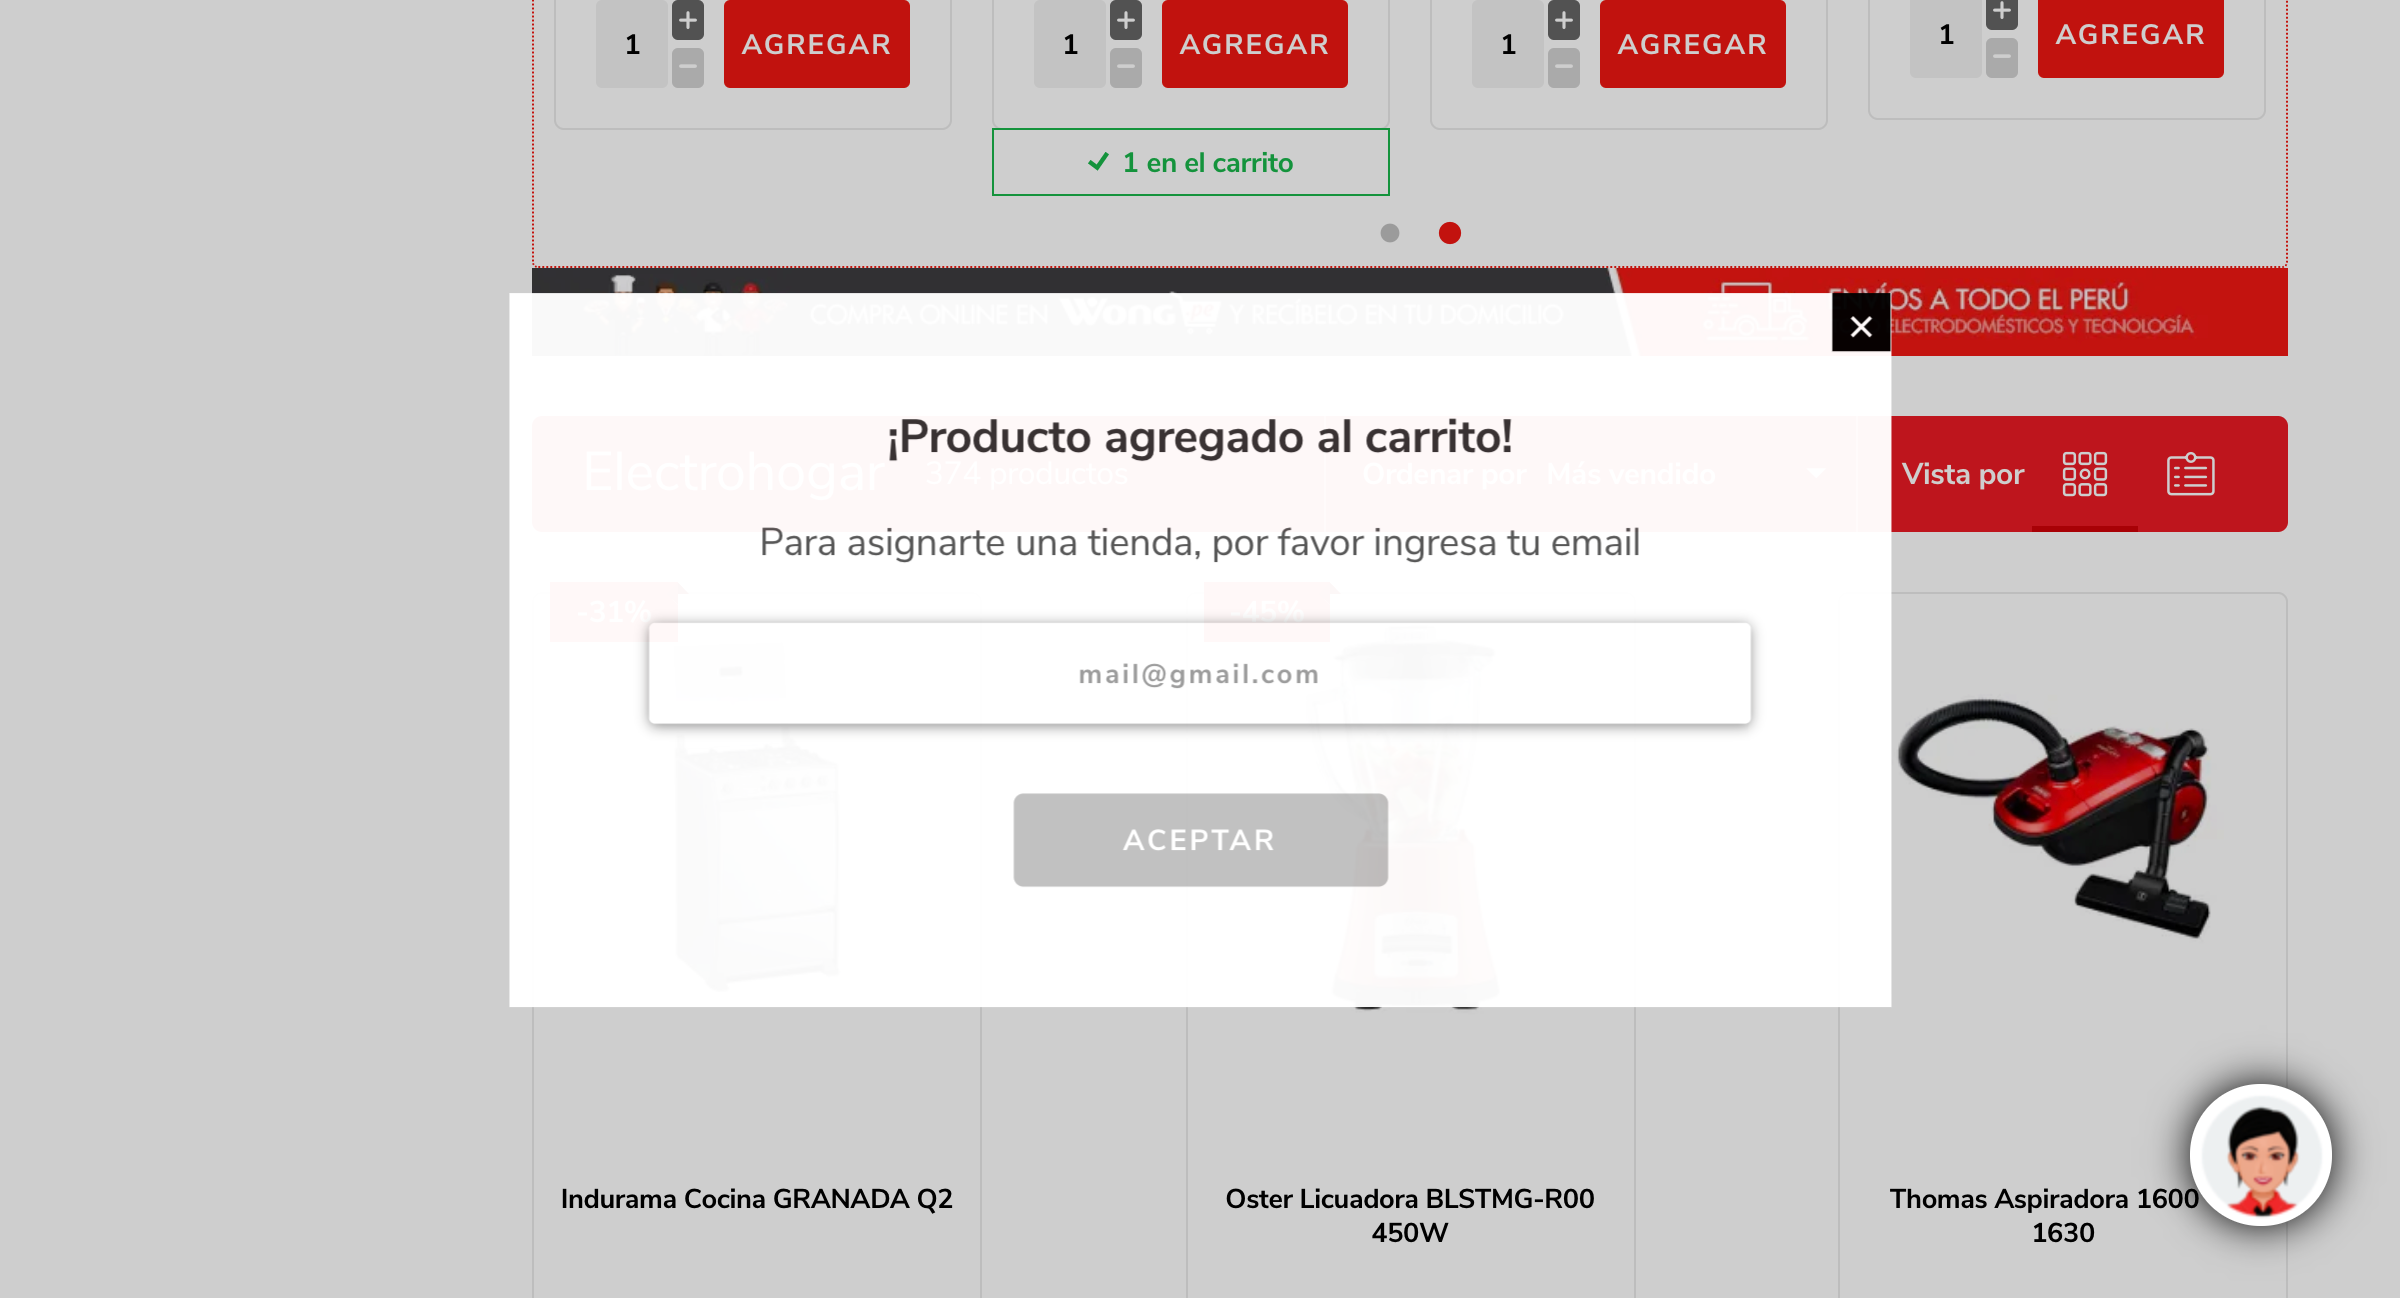 1 AGREGAR
1 AGREGAR
1 AGREGAR
1 AGREGAR
1 en el carrito
COMPRA ONLINE EN Wong Y RECÍBELO EN TU DOMICILIO
ENVÍOS A TODO EL PERÚ
ELECTRODOMÉSTICOS Y TECNOLOGÍA
¡Producto agregado al carrito!
Electrohogar 374 productos Ordenar por Más vendido Vista por
Para asignarte una tienda, por favor ingresa tu email
-31% -45%
mail@gmail.com
ACEPTAR
Indurama Cocina GRANADA Q2
Oster Licuadora BLSTMG-R00
450W
Thomas Aspiradora 1600
1630